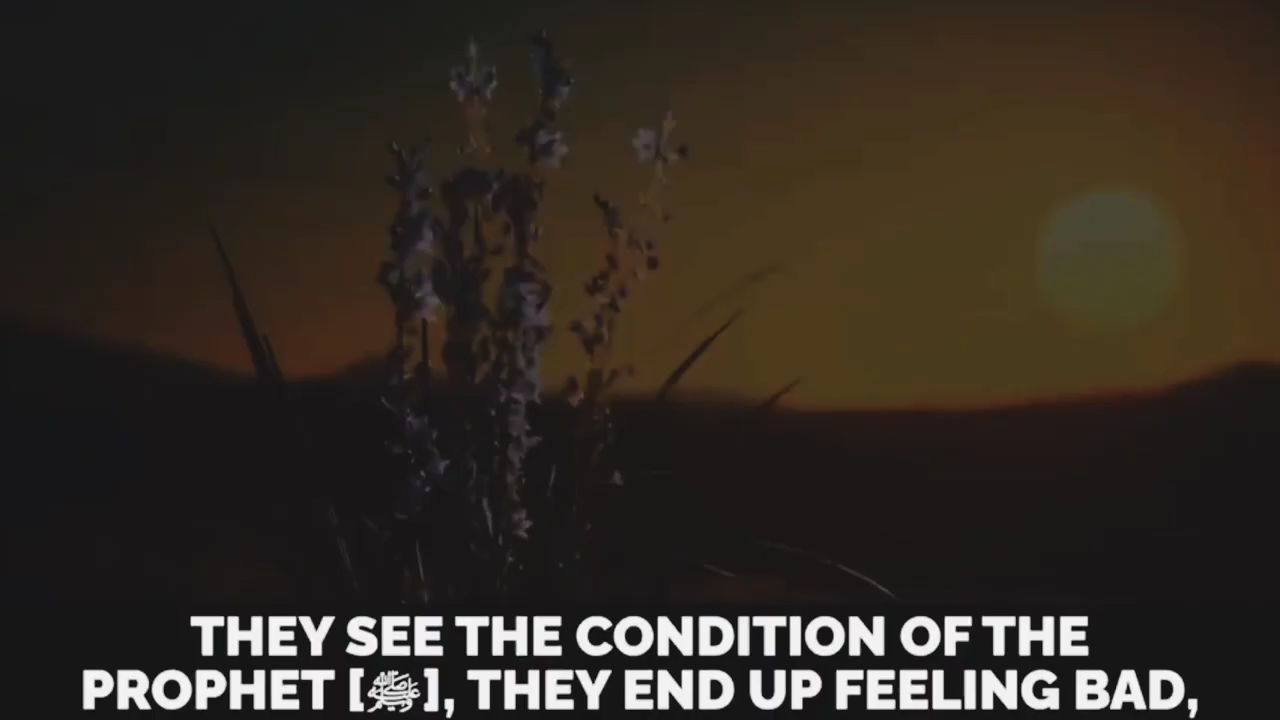 THEY SEE THE CONDITION OF THE
PROPHET [ﷺ], THEY END UP FEELING BAD,